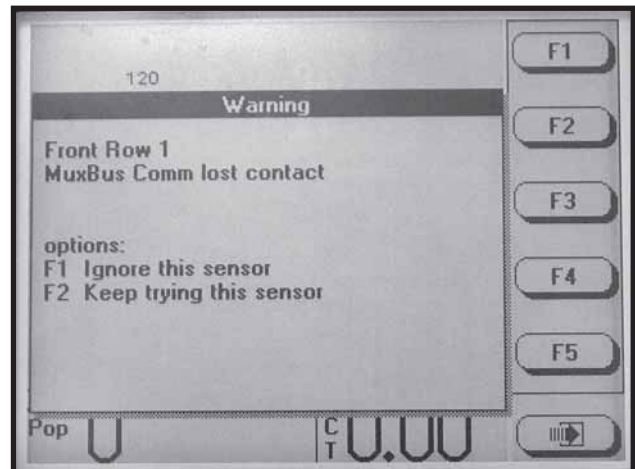 120
Warning
Front Row 1
MuxBus Comm lost contact
options:
F1 Ignore this sensor
F2 Keep trying this sensor
Pop
CT
F1
F2
F3
F4
F5